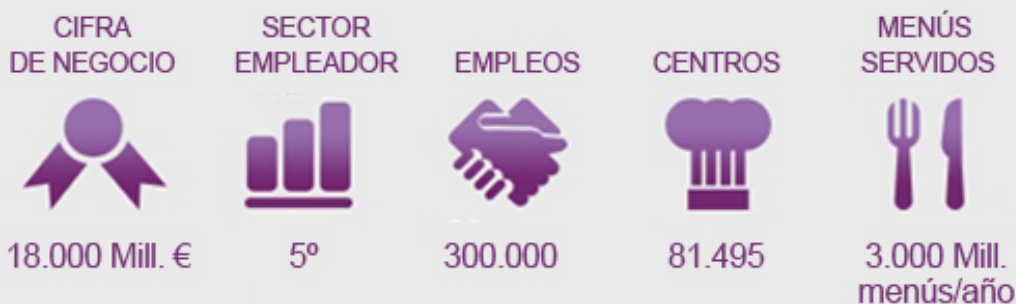 CIFRA
DE NEGOCIO
SECTOR
EMPLEADOR
EMPLEOS
CENTROS
MENÚS
SERVIDOS
18.000 Mill. €
5º
300.000
81.495
3.000 Mill.
menús/año